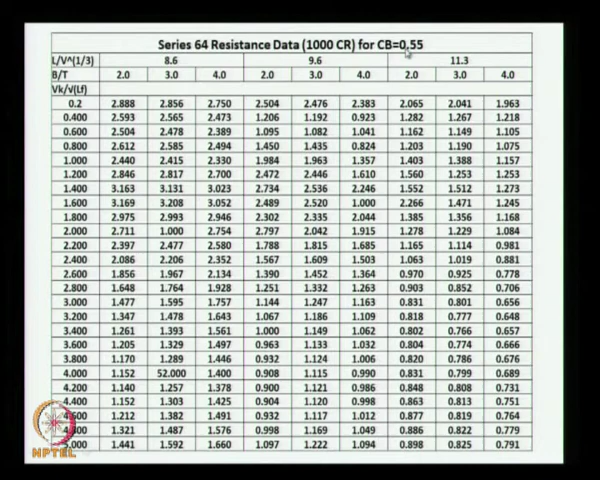 Series 64 Resistance Data (1000 CR) for CB=0.55
L/V^(1/3) 8.6 9.6 11.3
B/T 2.0 3.0 4.0 2.0 3.0 4.0 2.0 3.0 4.0
Vk/√(Lf)
0.2 2.888 2.856 2.750 2.504 2.476 2.383 2.065 2.041 1.963
0.400 2.593 2.565 2.473 1.206 1.192 0.923 1.282 1.267 1.218
0.600 2.504 2.478 2.389 1.095 1.082 1.041 1.162 1.149 1.105
0.800 2.612 2.585 2.494 1.450 1.435 0.824 1.203 1.190 1.075
1.000 2.440 2.415 2.330 1.984 1.963 1.357 1.403 1.388 1.157
1.200 2.846 2.817 2.700 2.472 2.446 1.610 1.560 1.253 1.253
1.400 3.163 3.131 3.023 2.734 2.536 2.246 1.552 1.512 1.273
1.600 3.169 3.208 3.052 2.489 2.520 1.000 2.266 1.471 1.245
1.800 2.975 2.993 2.946 2.302 2.335 2.044 1.385 1.356 1.168
2.000 2.711 1.000 2.754 2.797 2.042 1.915 1.278 1.229 1.084
2.200 2.397 2.477 2.580 1.788 1.815 1.685 1.165 1.114 0.981
2.400 2.086 2.206 2.352 1.567 1.609 1.503 1.063 1.019 0.881
2.600 1.856 1.967 2.134 1.390 1.452 1.364 0.970 0.925 0.778
2.800 1.648 1.764 1.928 1.251 1.332 1.263 0.903 0.852 0.706
3.000 1.477 1.595 1.757 1.144 1.247 1.163 0.831 0.801 0.656
3.200 1.347 1.478 1.643 1.067 1.186 1.109 0.818 0.777 0.648
3.400 1.261 1.393 1.561 1.000 1.149 1.062 0.802 0.766 0.657
3.600 1.205 1.329 1.497 0.963 1.133 1.032 0.804 0.774 0.666
3.800 1.170 1.289 1.446 0.932 1.124 1.006 0.820 0.786 0.676
4.000 1.152 52.000 1.400 0.908 1.115 0.990 0.831 0.799 0.689
4.200 1.140 1.257 1.378 0.900 1.121 0.986 0.848 0.808 0.731
4.400 1.152 1.303 1.425 0.904 1.120 0.998 0.863 0.813 0.751
1.212 1.382 1.491 0.932 1.117 1.012 0.877 0.819 0.764
1.321 1.487 1.576 0.998 1.169 1.049 0.886 0.822 0.779
1.441 1.592 1.660 1.097 1.222 1.094 0.898 0.825 0.791
NPTEL